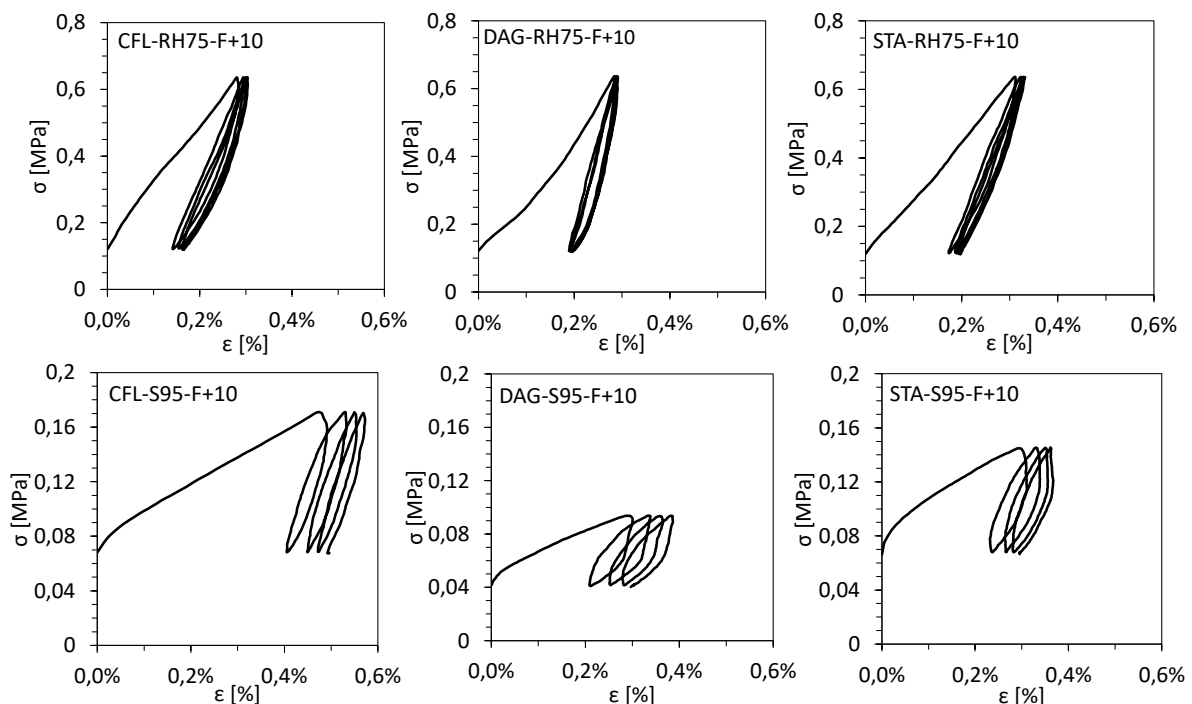 CFL-RH75-F+10
0,8
0,6
0,4
0,2
0
σ [MPa]
0,0% 0,2% 0,4% 0,6%
ε [%]
DAG-RH75-F+10
0,8
0,6
0,4
0,2
0
σ [MPa]
0,0% 0,2% 0,4% 0,6%
ε [%]
STA-RH75-F+10
0,8
0,6
0,4
0,2
0
σ [MPa]
0,0% 0,2% 0,4% 0,6%
ε [%]
CFL-S95-F+10
0,2
0,16
0,12
0,08
0,04
0
σ [MPa]
0,0% 0,2% 0,4% 0,6%
ε [%]
DAG-S95-F+10
0,2
0,16
0,12
0,08
0,04
0
σ [MPa]
0,0% 0,2% 0,4% 0,6%
ε [%]
STA-S95-F+10
0,2
0,16
0,12
0,08
0,04
0
σ [MPa]
0,0% 0,2% 0,4% 0,6%
ε [%]